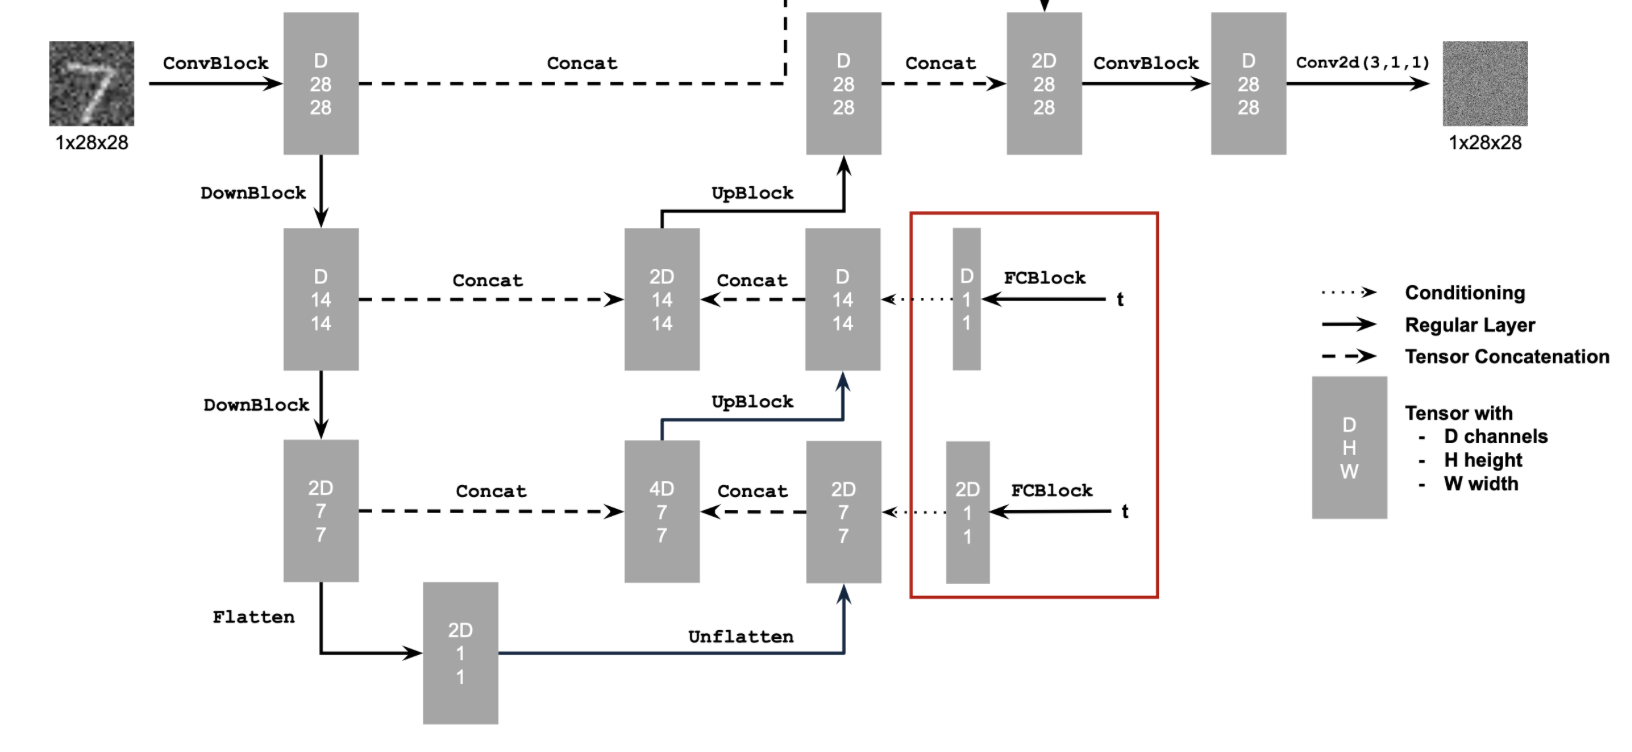 ConvBlock
D
28
28
Concat
D
28
28
Concat
2D
28
28
ConvBlock
D
28
28
Conv2d(3,1,1)
1x28x28
1x28x28
DownBlock
UpBlock
D
14
14
Concat
2D
14
14
Concat
D
14
14
D
1
1
FCBlock
t
Conditioning
Regular Layer
Tensor Concatenation
DownBlock
UpBlock
D
H
W
Tensor with
- D channels
- H height
- W width
2D
7
7
Concat
4D
7
7
Concat
2D
7
7
2D
1
1
FCBlock
t
Flatten
2D
1
1
Unflatten